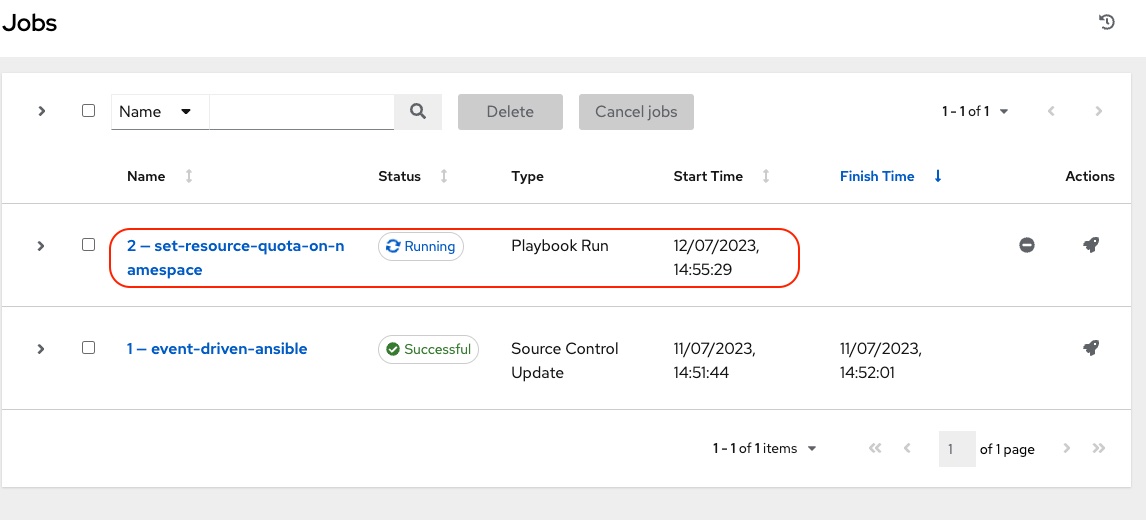 Jobs
Name
Delete
Cancel jobs
1 - 1 of 1
Name
Status
Type
Start Time
Finish Time
Actions
2 — set-resource-quota-on-n
amespace
Running
Playbook Run
12/07/2023,
14:55:29
1 — event-driven-ansible
Successful
Source Control
Update
11/07/2023,
14:51:44
11/07/2023,
14:52:01
1 - 1 of 1 items
1
of 1 page